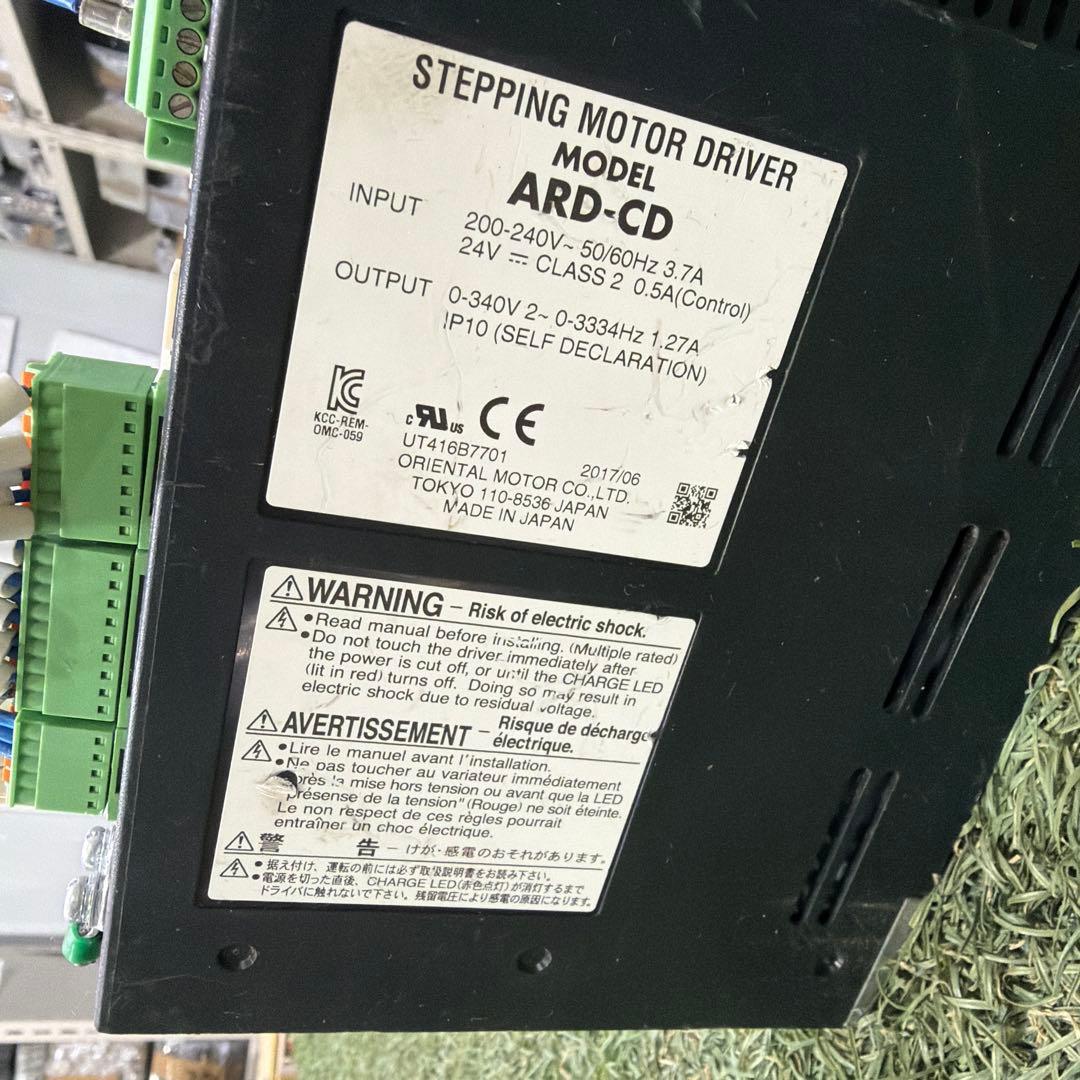 STEPPING MOTOR DRIVER
MODEL
ARD-CD
INPUT 200-240V~ 50/60Hz 3.7A
24V ⎓ CLASS 2 0.5A(Control)
OUTPUT 0-340V 2~ 0-3334Hz 1.27A
IP10 (SELF DECLARATION)
KC
KCC-REM-
OMC-059
c RU us CE
UT416B7701 2017/06
ORIENTAL MOTOR CO.,LTD.
TOKYO 110-8536 JAPAN
MADE IN JAPAN
WARNING – Risk of electric shock.
•Read manual before installing. (Multiple rated)
•Do not touch the driver immediately after
the power is cut off, or until the CHARGE LED
(lit in red) turns off. Doing so may result in
electric shock due to residual voltage.
AVERTISSEMENT – Risque de décharge
électrique.
•Lire le manuel avant l'installation.
•Ne pas toucher au variateur immédiatement
après la mise hors tension ou avant que la LED
"présense de la tension" (Rouge) ne soit éteinte.
Le non respect de ces règles pourrait
entraîner un choc électrique.
警 告 – けが・感電のおそれがあります。
•据え付け、運転の前には必ず取扱説明書をお読み下さい。
•電源を切った直後、CHARGE LED(赤色点灯)が消灯するまで
ドライバに触れないで下さい。残留電圧により感電の原因になります。